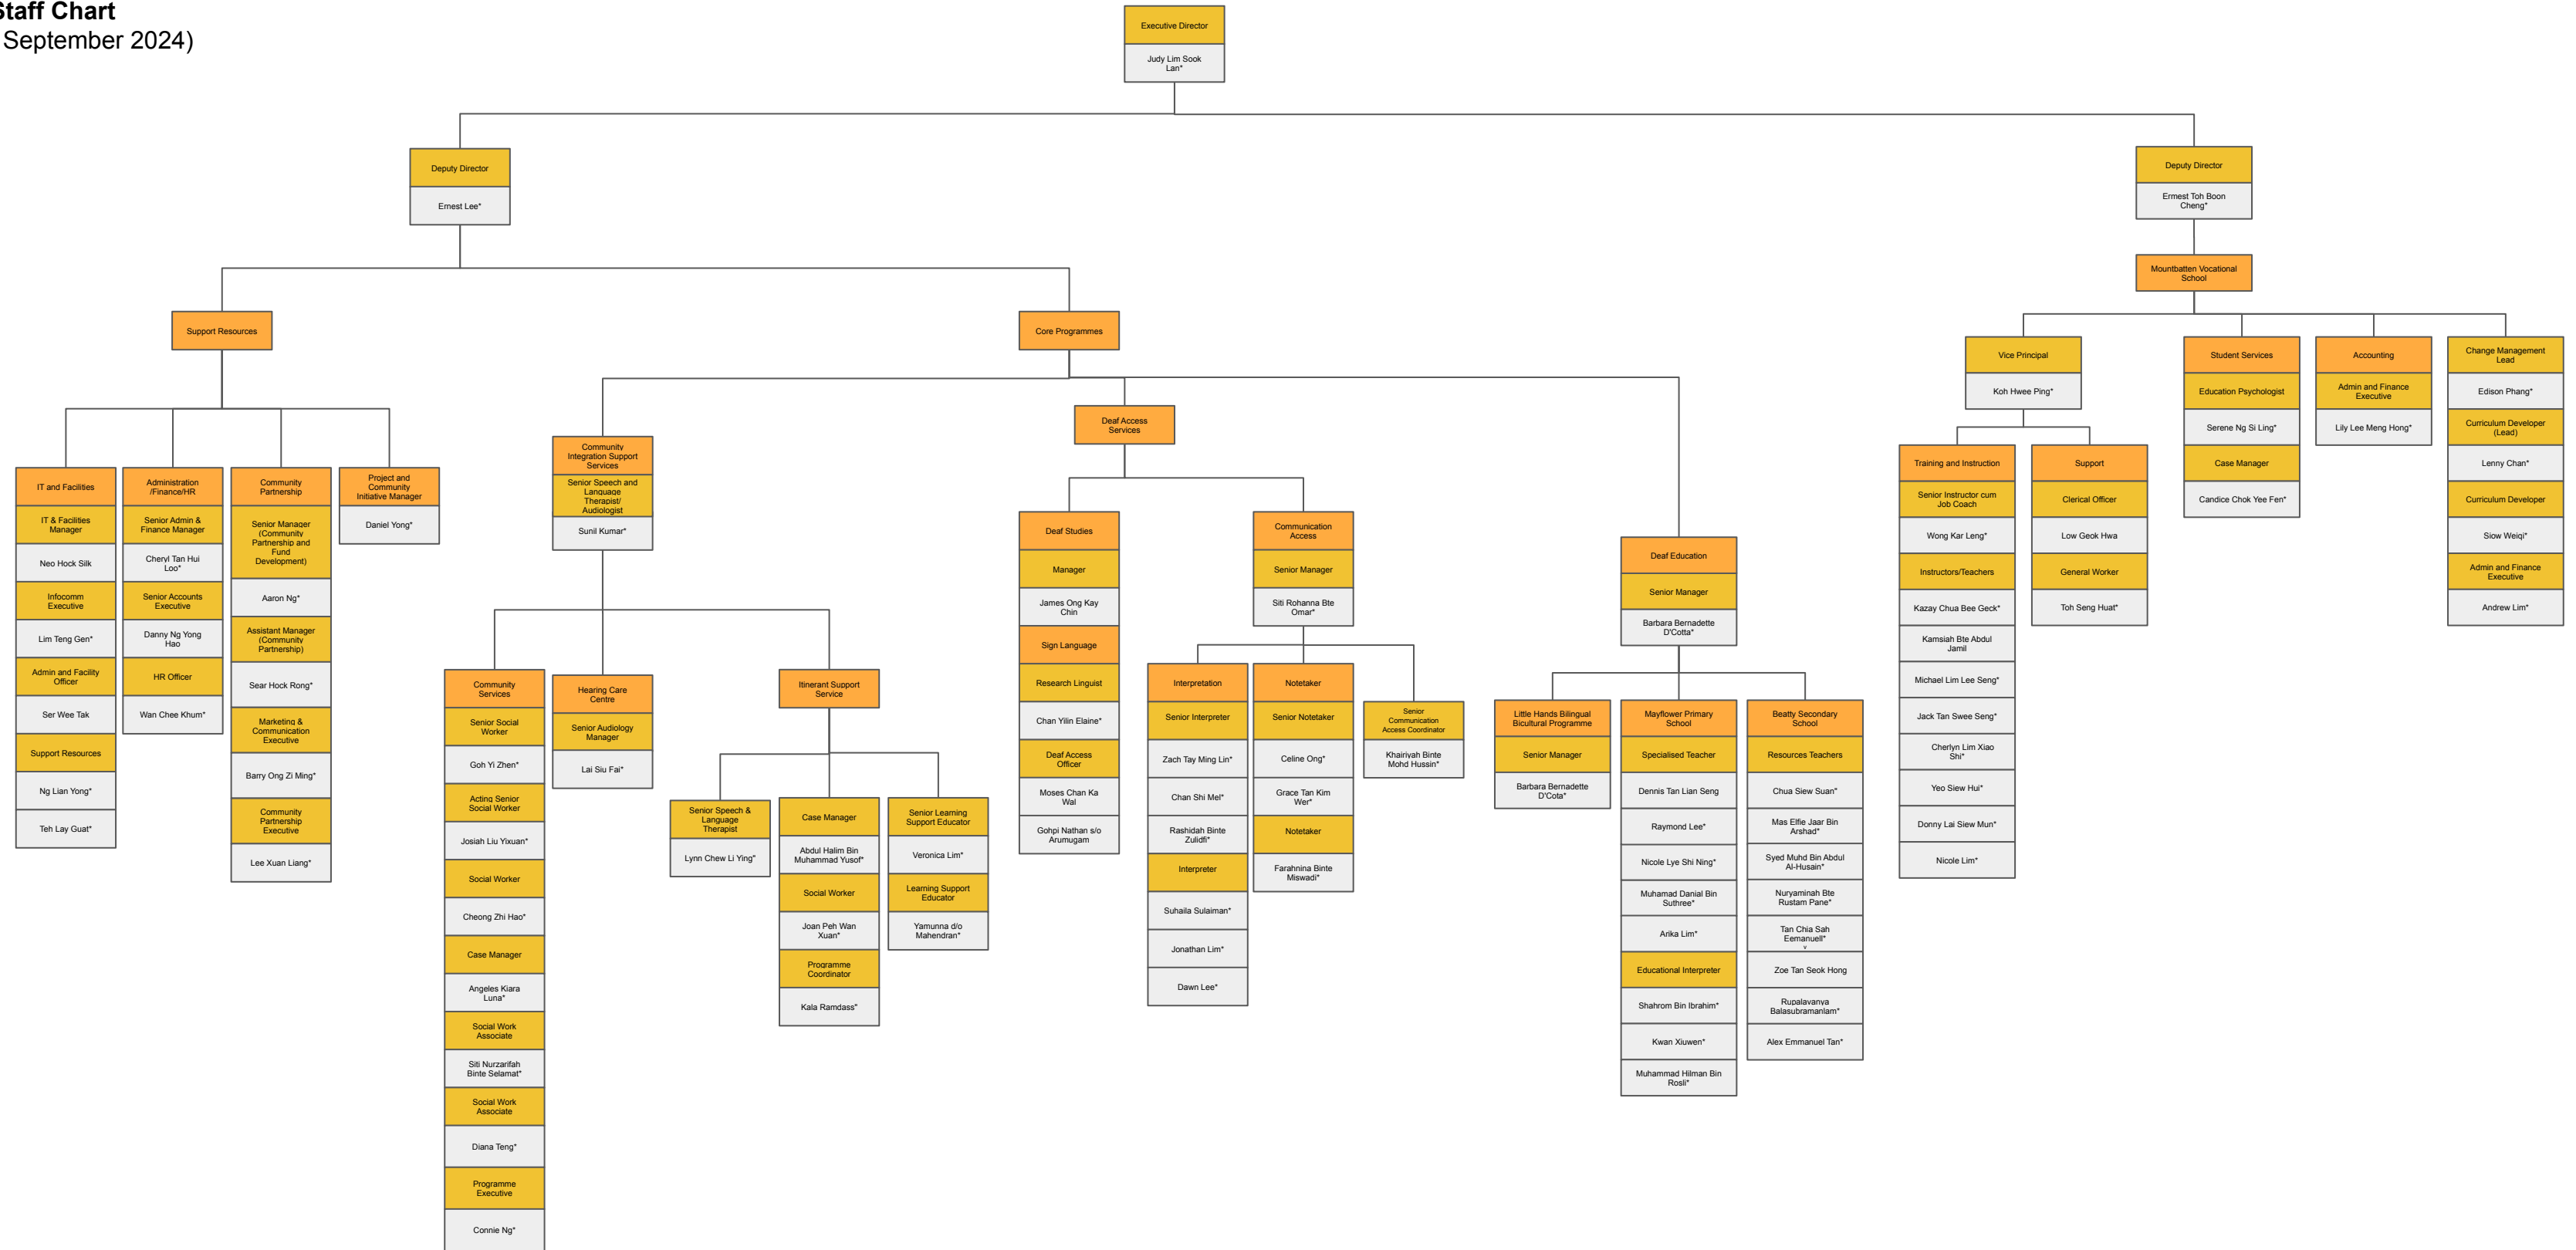 Staff Chart
September 2024)
Executive Director
Judy Lim Sook
Lan*
Deputy Director
Ernest Lee*
Deputy Director
Ermest Toh Boon
Cheng*
Mountbatten Vocational
School
Support Resources
Core Programmes
IT and Facilities
IT & Facilities
Manager
Neo Hock Silk
Infocomm
Executive
Lim Teng Gen*
Admin and Facility
Officer
Ser Wee Tak
Support Resources
Ng Lian Yong*
Teh Lay Guat*
Administration
/Finance/HR
Senior Admin &
Finance Manager
Cheryl Tan Hui
Loo*
Senior Accounts
Executive
Danny Ng Yong
Hao
HR Officer
Wan Chee Khum*
Community
Partnership
Senior Manager
(Community
Partnership and
Fund
Development)
Aaron Ng*
Assistant Manager
(Community
Partnership)
Sear Hock Rong*
Marketing &
Communication
Executive
Barry Ong Zi Ming*
Community
Partnership
Executive
Lee Xuan Liang*
Project and
Community
Initiative Manager
Daniel Yong*
Community
Integration Support
Services
Senior Speech and
Language
Therapist/
Audiologist
Sunil Kumar*
Community
Services
Senior Social
Worker
Goh Yi Zhen*
Acting Senior
Social Worker
Josiah Liu Yixuan*
Social Worker
Cheong Zhi Hao*
Case Manager
Angeles Kiara
Luna*
Social Work
Associate
Siti Nurzarifah
Binte Selamat*
Social Work
Associate
Diana Teng*
Programme
Executive
Connie Ng*
Hearing Care
Centre
Senior Audiology
Manager
Lai Siu Fai*
Itinerant Support
Service
Senior Speech &
Language
Therapist
Lynn Chew Li Ying"
Case Manager
Abdul Halim Bin
Muhammad Yusof*
Social Worker
Joan Peh Wan
Xuan*
Programme
Coordinator
Kala Ramdass"
Senior Learning
Support Educator
Veronica Lim*
Learning Support
Educator
Yamunna d/o
Mahendran*
Deaf Access
Services
Deaf Studies
Manager
James Ong Kay
Chin
Sign Language
Research Linguist
Chan Yilin Elaine*
Deaf Access
Officer
Moses Chan Ka
Wal
Gohpi Nathan s/o
Arumugam
Communication
Access
Senior Manager
Siti Rohanna Bte
Omar*
Interpretation
Senior Interpreter
Zach Tay Ming Lin*
Chan Shi Mel*
Rashidah Binte
Zulidfi*
Interpreter
Suhaila Sulaiman*
Jonathan Lim*
Dawn Lee*
Notetaker
Senior Notetaker
Celine Ong*
Grace Tan Kim
Wer*
Notetaker
Farahnina Binte
Miswadi*
Senior
Communication
Access Coordinator
Khairiyah Binte
Mohd Hussin*
Deaf Education
Senior Manager
Barbara Bernadette
D'Cotta*
Little Hands Bilingual
Bicultural Programme
Senior Manager
Barbara Bernadette
D'Cota*
Mayflower Primary
School
Specialised Teacher
Dennis Tan Lian Seng
Raymond Lee*
Nicole Lye Shi Ning*
Muhamad Danial Bin
Suthree*
Arika Lim*
Educational Interpreter
Shahrom Bin Ibrahim*
Kwan Xiuwen*
Muhammad Hilman Bin
Rosli*
Beatty Secondary
School
Resources Teachers
Chua Siew Suan*
Mas Elfie Jaar Bin
Arshad*
Syed Muhd Bin Abdul
Al-Husain*
Nuryaminah Bte
Rustam Pane*
Tan Chia Sah
Eemanuell*
v
Zoe Tan Seok Hong
Rupalavanya
Balasubramanlam*
Alex Emmanuel Tan*
Vice Principal
Koh Hwee Ping*
Training and Instruction
Senior Instructor cum
Job Coach
Wong Kar Leng*
Instructors/Teachers
Kazay Chua Bee Geck*
Kamsiah Bte Abdul
Jamil
Michael Lim Lee Seng*
Jack Tan Swee Seng*
Cherlyn Lim Xiao
Shi*
Yeo Siew Hui*
Donny Lai Siew Mun*
Nicole Lim*
Support
Clerical Officer
Low Geok Hwa
General Worker
Toh Seng Huat*
Student Services
Education Psychologist
Serene Ng Si Ling*
Case Manager
Candice Chok Yee Fen*
Accounting
Admin and Finance
Executive
Lily Lee Meng Hong*
Change Management
Lead
Edison Phang*
Curriculum Developer
(Lead)
Lenny Chan*
Curriculum Developer
Siow Weiqi*
Admin and Finance
Executive
Andrew Lim*